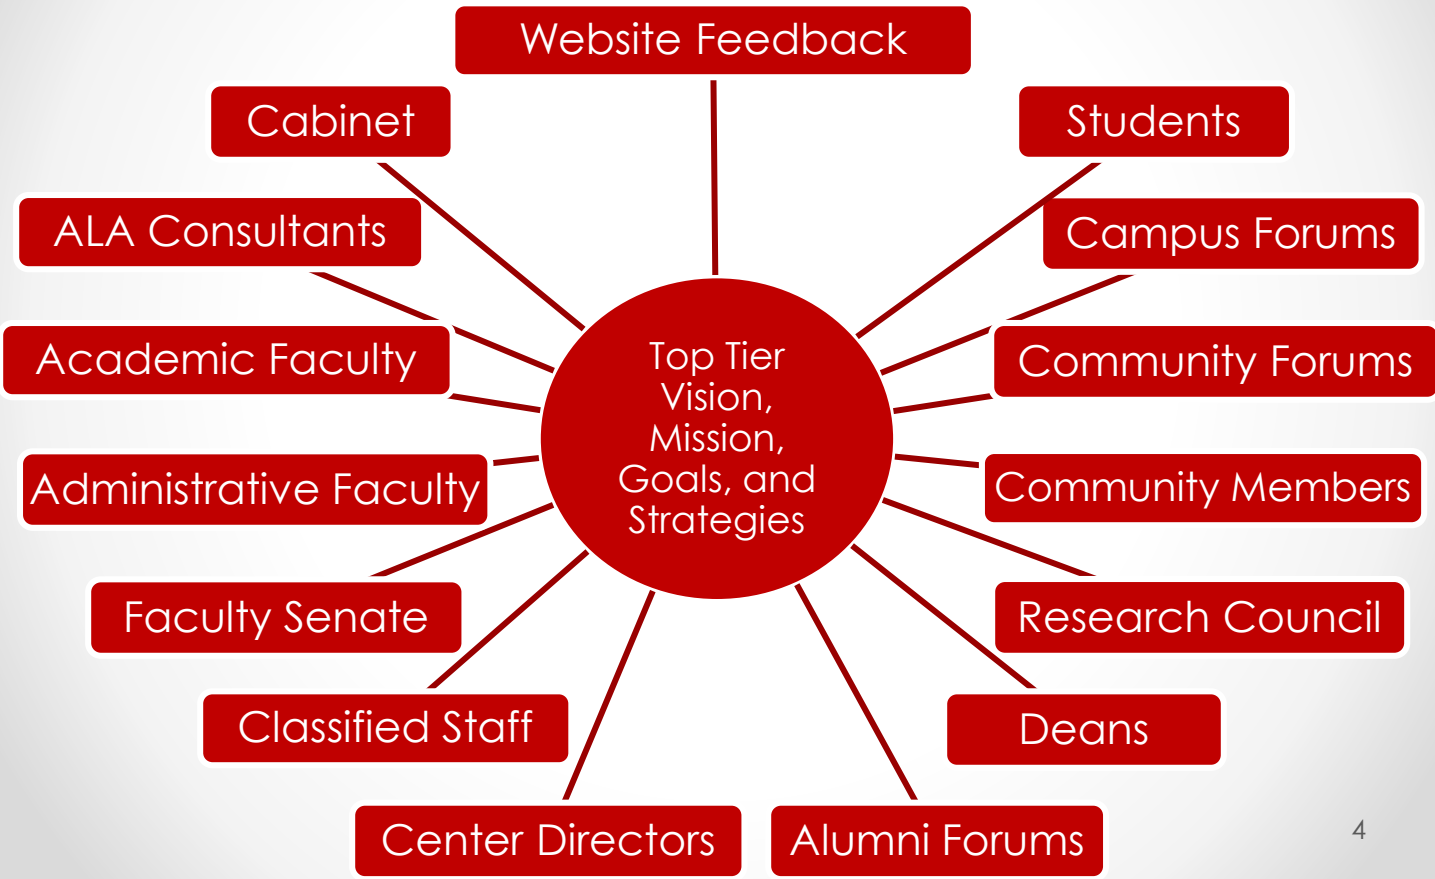 Website Feedback
Cabinet
Students
ALA Consultants
Campus Forums
Academic Faculty
Top Tier
Vision,
Mission,
Goals, and
Strategies
Community Forums
Administrative Faculty
Community Members
Faculty Senate
Research Council
Classified Staff
Deans
Center Directors
Alumni Forums
4